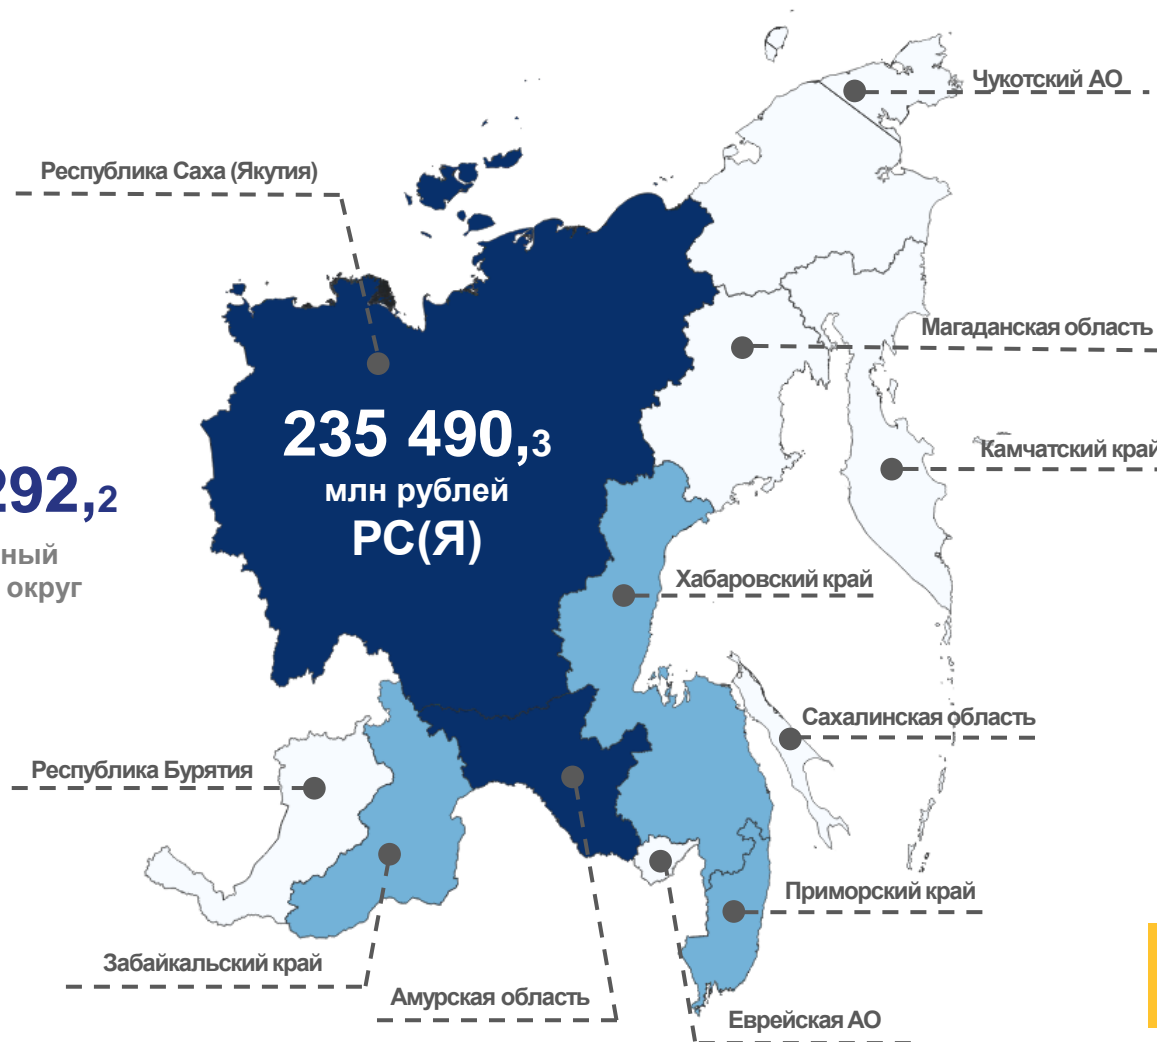 Чукотский АО
Республика Саха (Якутия)
Магаданская область
235 490,3
млн рублей
РС(Я)
Камчатский край
292,2
ный
округ
Хабаровский край
Сахалинская область
Республика Бурятия
Приморский край
Забайкальский край
Амурская область
Еврейская АО